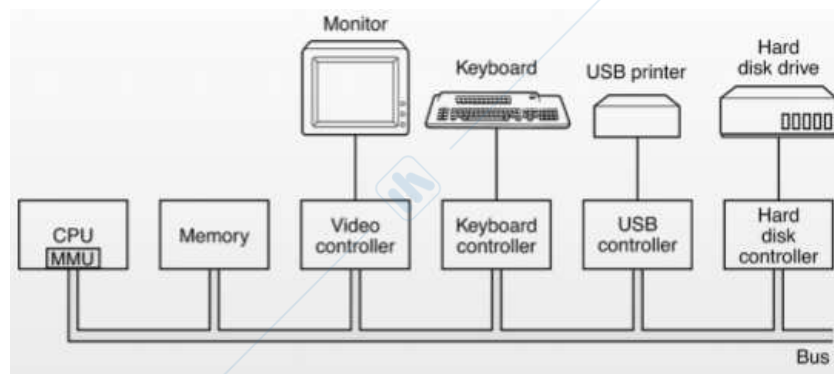 Monitor
Keyboard
USB printer
Hard
disk drive
CPU
MMU
Memory
Video
controller
Keyboard
controller
USB
controller
Hard
disk
controller
Bus